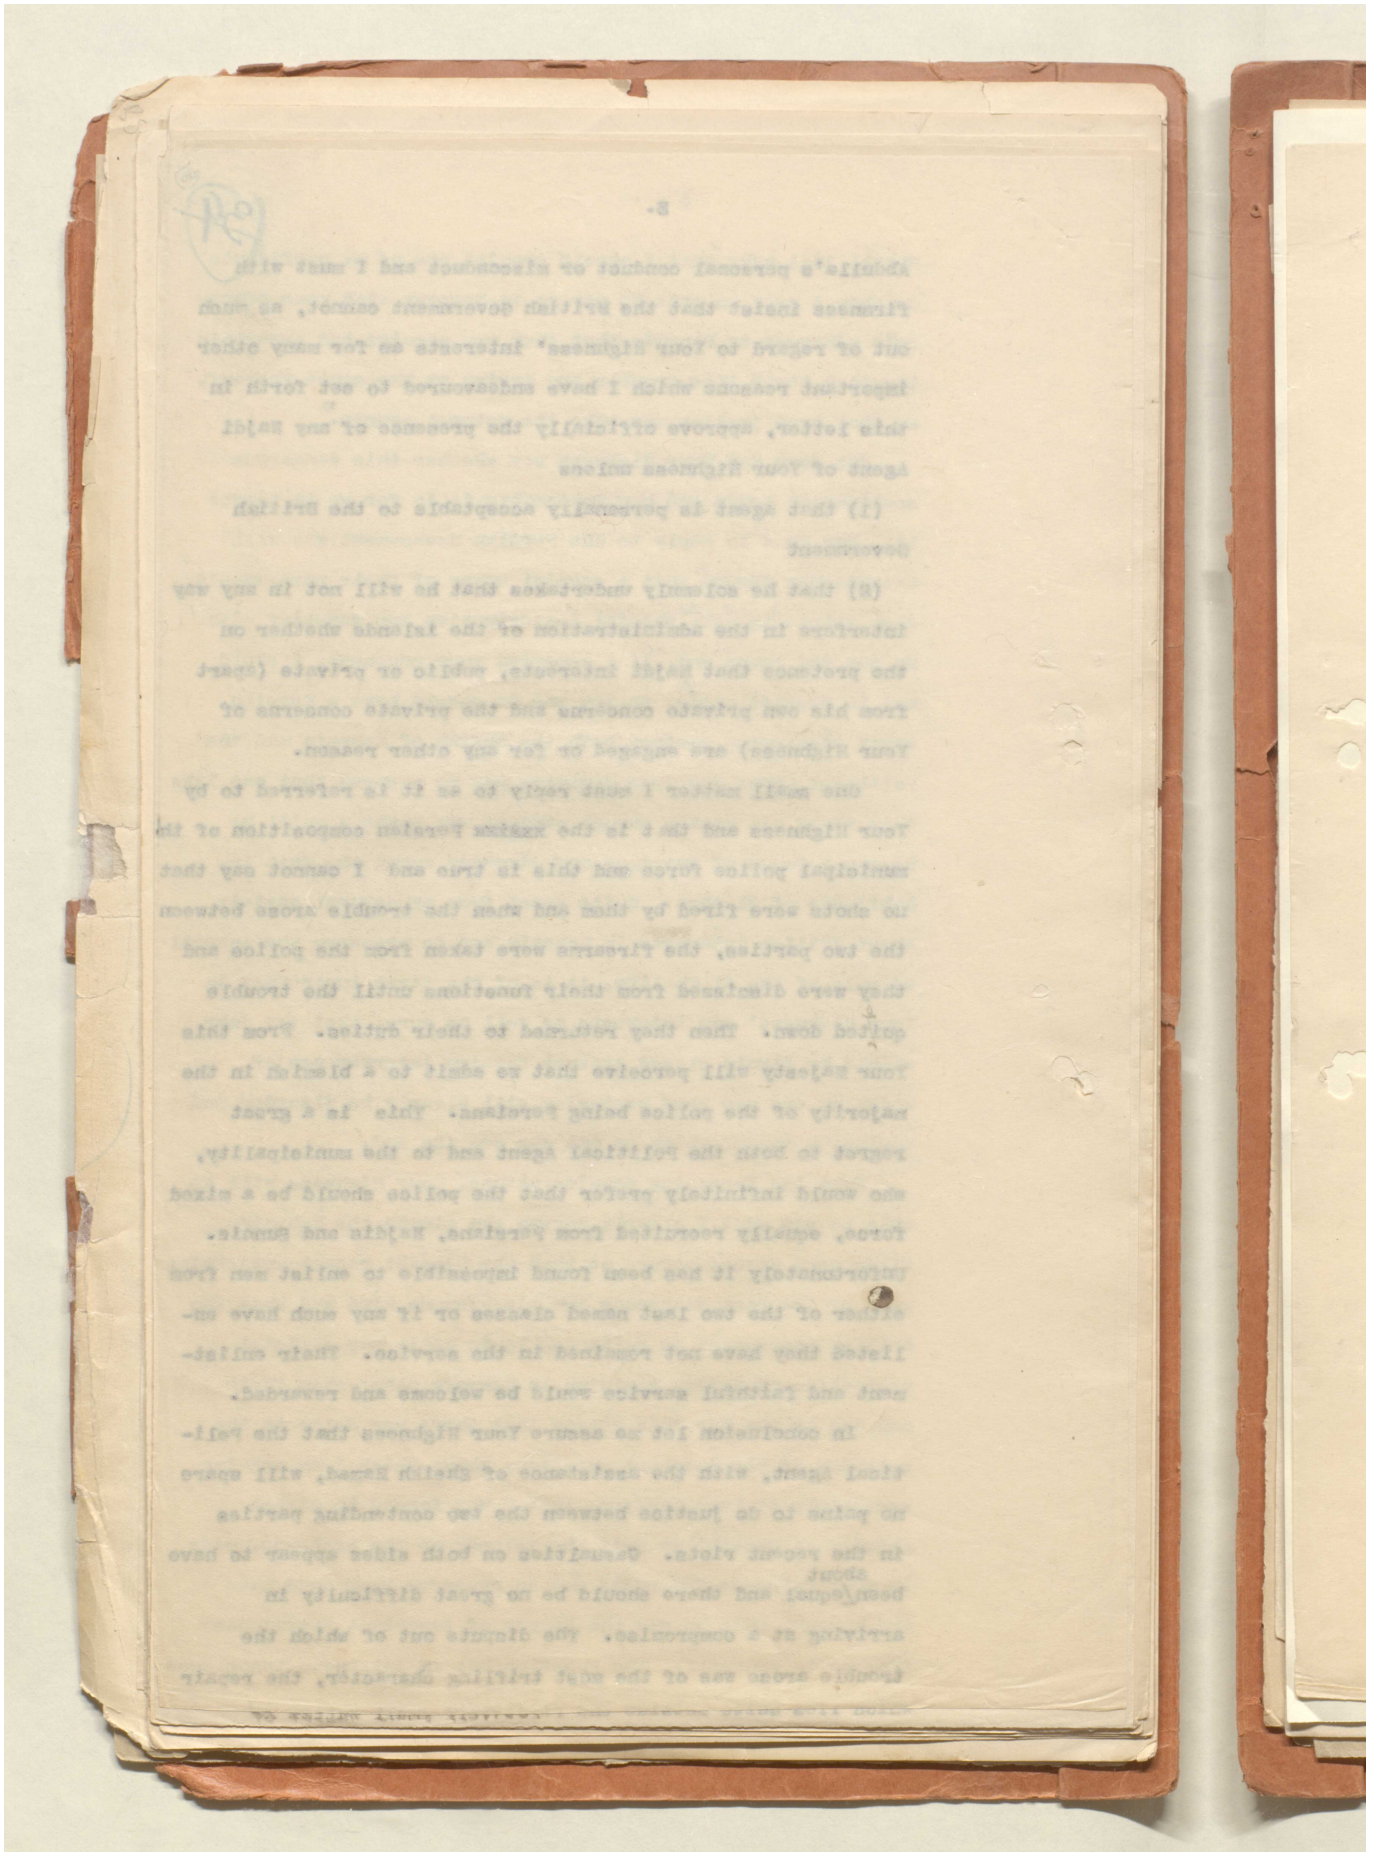 8.
Abdulla's personal conduct or misconduct and I must with
firmness insist that the British Government cannot, as much
out of regard to Your Highness' interests as for many other
important reasons which I have endeavoured to set forth in
this letter, approve officially the presence of any Najdi
Agent of Your Highness unless
(1) that agent is personally acceptable to the British
Government
(2) that he solemnly undertakes that he will not in any way
interfere in the administration of the islands whether on
the pretence that Najdi interests, public or private (apart
from his own private concerns and the private concerns of
Your Highness) are engaged or for any other reason.
One small matter I must reply to as it is referred to by
Your Highness and that is the Persian composition of th
municipal police force and this is true and I cannot say that
no shots were fired by them and when the trouble arose between
the two parties, the firearms were taken from the police and
they were dismissed from their functions until the trouble
quited down. Then they returned to their duties. From this
Your Majesty will perceive that we admit to a blemish in the
majority of the police being Persians. This is a great
regret to both the Political Agent and to the municipality,
who would infinitely prefer that the police should be a mixed
force, equally recruited from Persians, Najdis and Sunnis.
Unfortunately it has been found impossible to enlist men from
either of the two last named classes or if any such have en-
listed they have not remained in the service. Their enlist-
ment and faithful service would be welcome and rewarded.
In conclusion let me assure Your Highness that the Poli-
tical Agent, with the assistance of Shaikh Hamad, will spare
no pains to do justice between the two contending parties
in the recent riots. Casualties on both sides appear to have
about
been/equal and there should be no great difficulty in
arriving at a compromise. The dispute out of which the
trouble arose was of the most trifling character, the repair